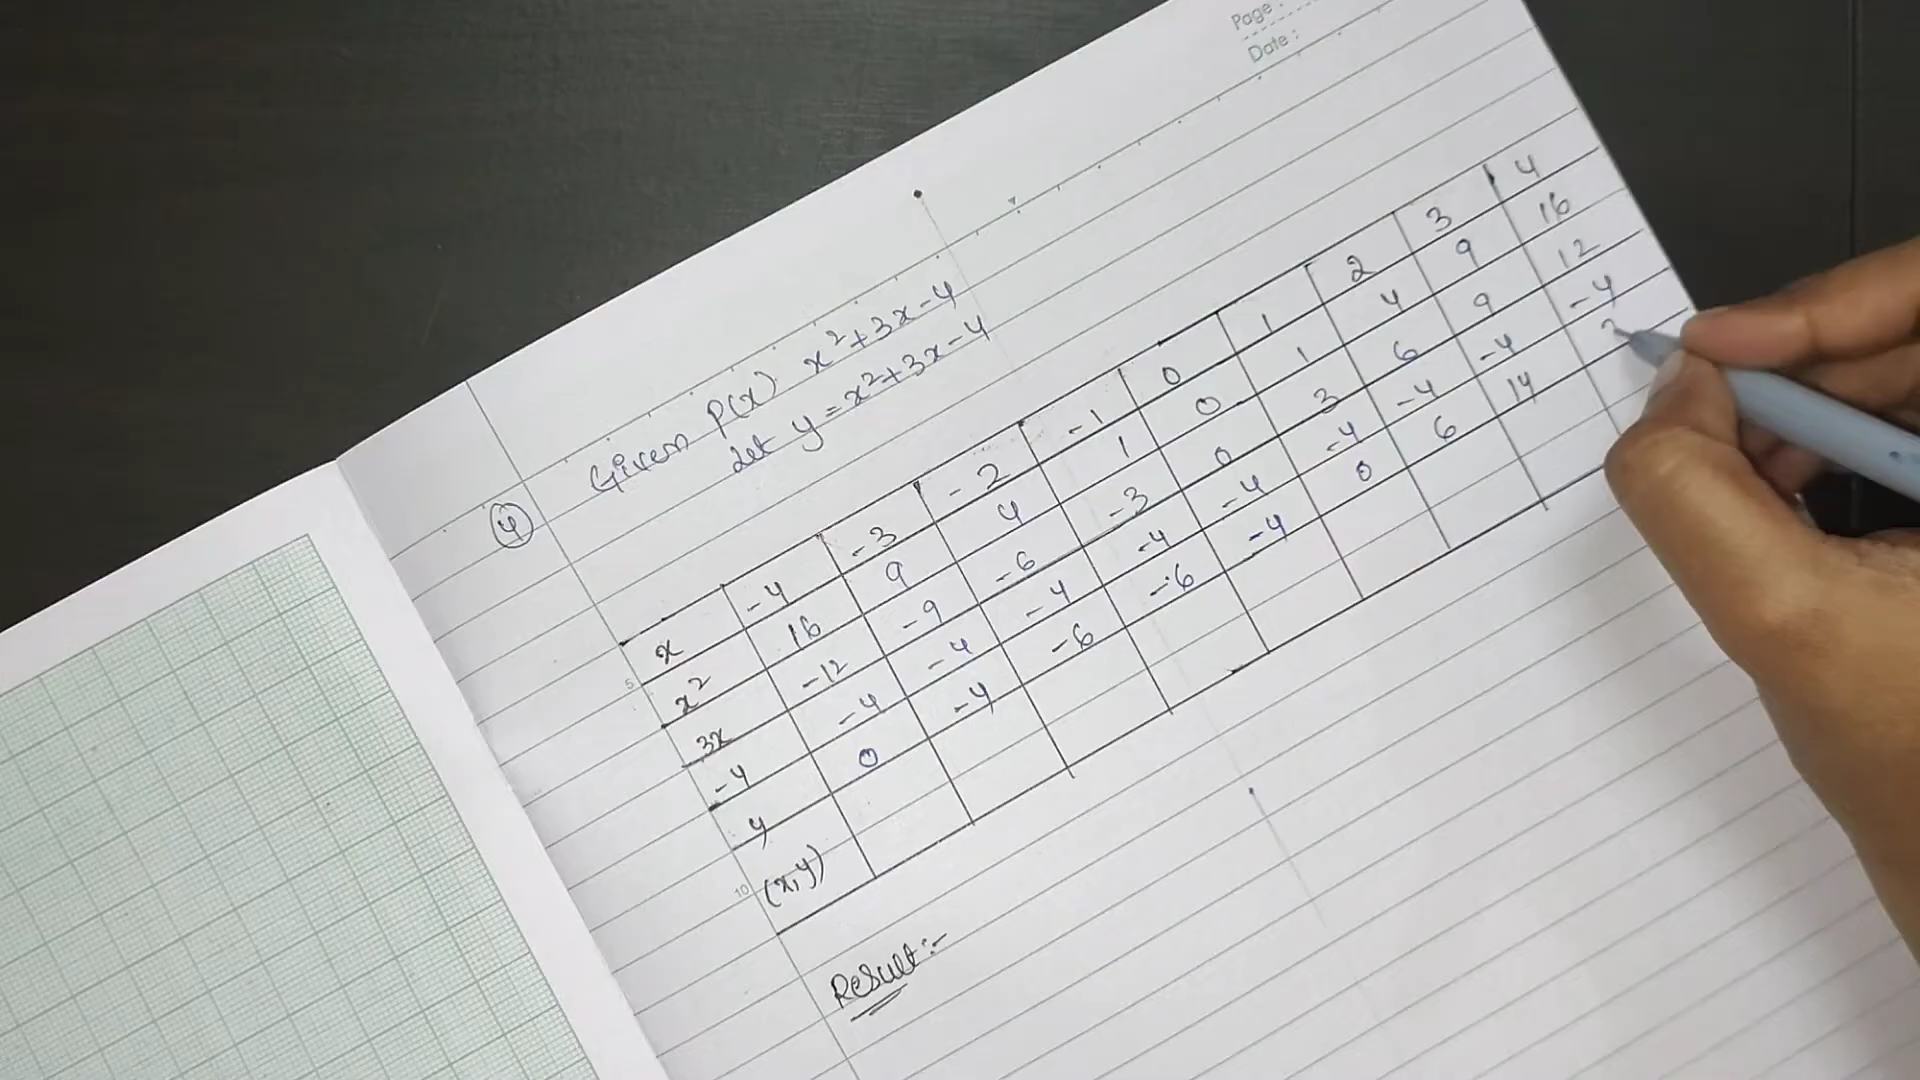 Page :
Date :
4
Given P(x) x²+3x-4
Let y = x²+3x-4
x -4 -3 -2 -1 0 1 2 3 4
x² 16 9 4 1 0 1 4 9 16
3x -12 -9 -6 -3 0 3 6 9 12
-4 -4 -4 -4 -4 -4 -4 -4 -4 -4
y 0 -4 -6 -6 -4 0 6 14
(x,y)
5
10
Result:-